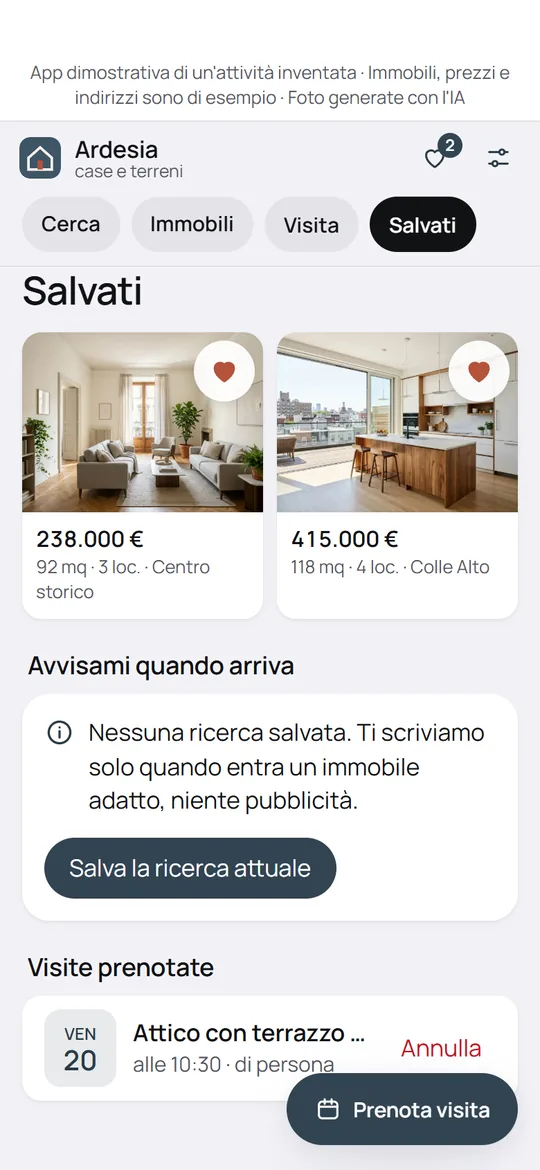 App dimostrativa di un'attività inventata · Immobili, prezzi e
indirizzi sono di esempio · Foto generate con l'IA
Ardesia
case e terreni
2
Cerca
Immobili
Visita
Salvati
Salvati
238.000 €
92 mq · 3 loc. · Centro
storico
415.000 €
118 mq · 4 loc. · Colle Alto
Avvisami quando arriva
Nessuna ricerca salvata. Ti scriviamo
solo quando entra un immobile
adatto, niente pubblicità.
Salva la ricerca attuale
Visite prenotate
VEN
20
Attico con terrazzo ...
alle 10:30 · di persona
Annulla
Prenota visita